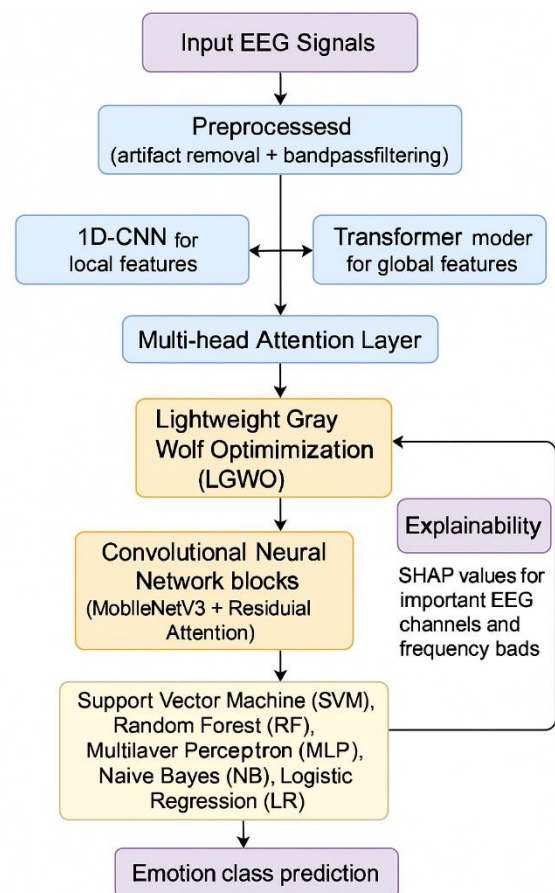 Input EEG Signals
Preprocessesd
(artifact removal + bandpassfiltering)
1D-CNN for
local features
Transformer moder
for global features
Multi-head Attention Layer
Lightweight Gray
Wolf Optimimization
(LGWO)
Explainability
SHAP values for
important EEG
channels and
frequency bads
Convolutional Neural
Network blocks
(MoblleNetV3 + Residuial
Attention)
Support Vector Machine (SVM),
Random Forest (RF),
Multilaver Perceptron (MLP),
Naive Bayes (NB), Logistic
Regression (LR)
Emotion class prediction